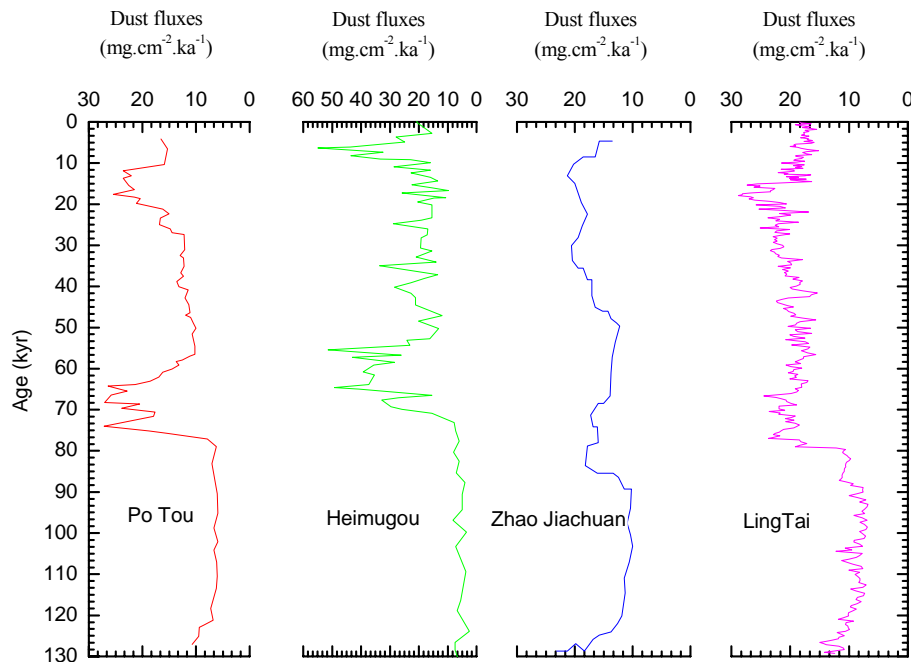 Dust fluxes Dust fluxes Dust fluxes Dust fluxes
(mg.cm-2.ka-1) (mg.cm-2.ka-1) (mg.cm-2.ka-1) (mg.cm-2.ka-1)
30 20 10 0 60 50 40 30 20 10 0 30 20 10 0 30 20 10 0
0
10
20
30
40
50
60
70
80
90
100
110
120
130
Age (kyr)
Po Tou Heimugou Zhao Jiachuan LingTai